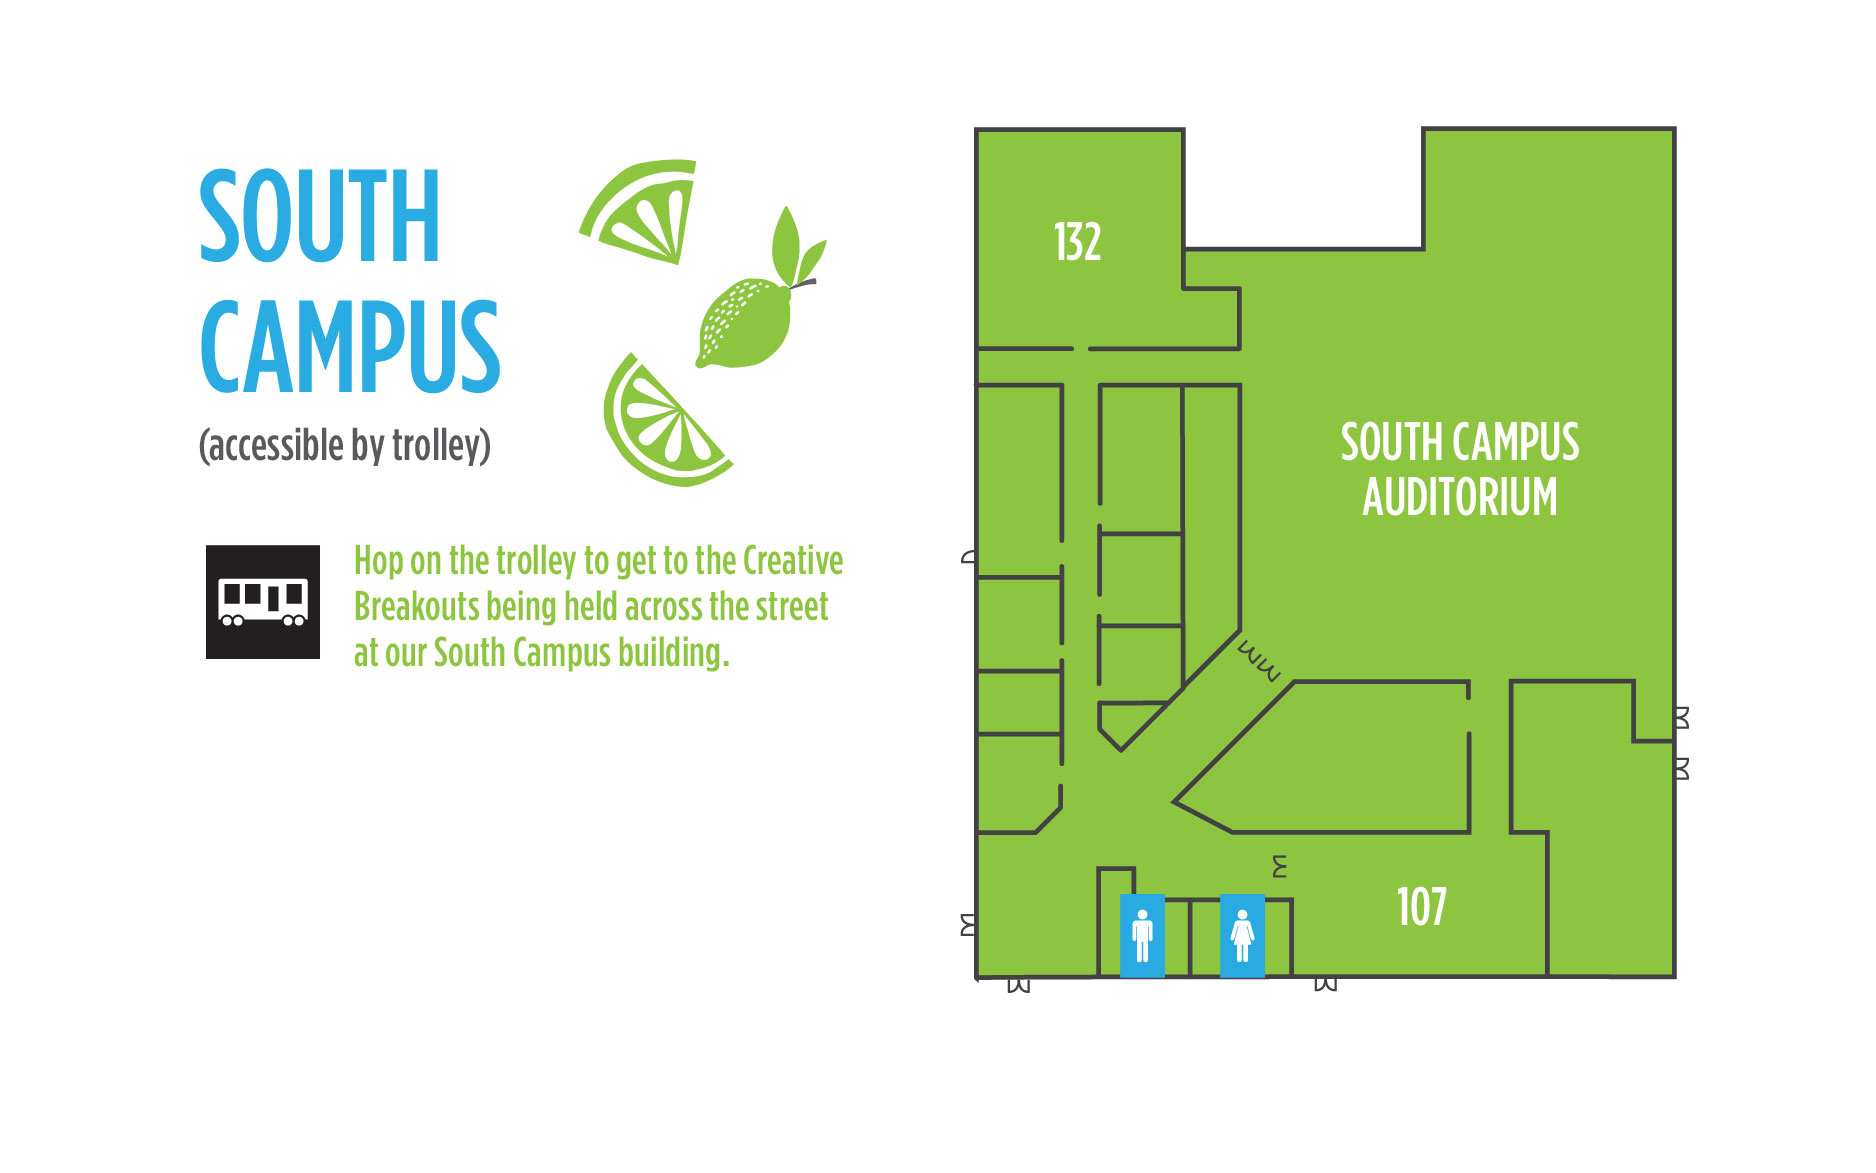 SOUTH
CAMPUS
(accessible by trolley)
Hop on the trolley to get to the Creative
Breakouts being held across the street
at our South Campus building.
132
SOUTH CAMPUS
AUDITORIUM
107